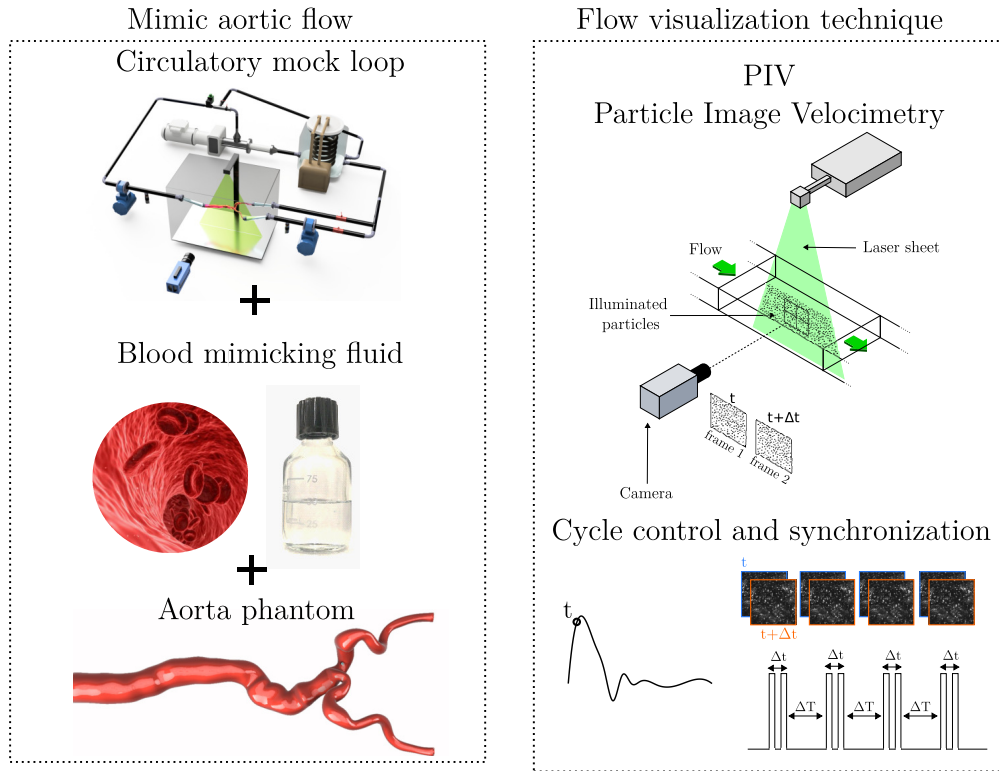 Mimic aortic flow
Circulatory mock loop
Blood mimicking fluid
75
25
Aorta phantom
Flow visualization technique
PIV
Particle Image Velocimetry
Laser sheet
Flow
Illuminated
particles
t
t+Δt
frame 1
frame 2
Camera
Cycle control and synchronization
t
t
t+Δt
Δt Δt Δt Δt
ΔT ΔT ΔT